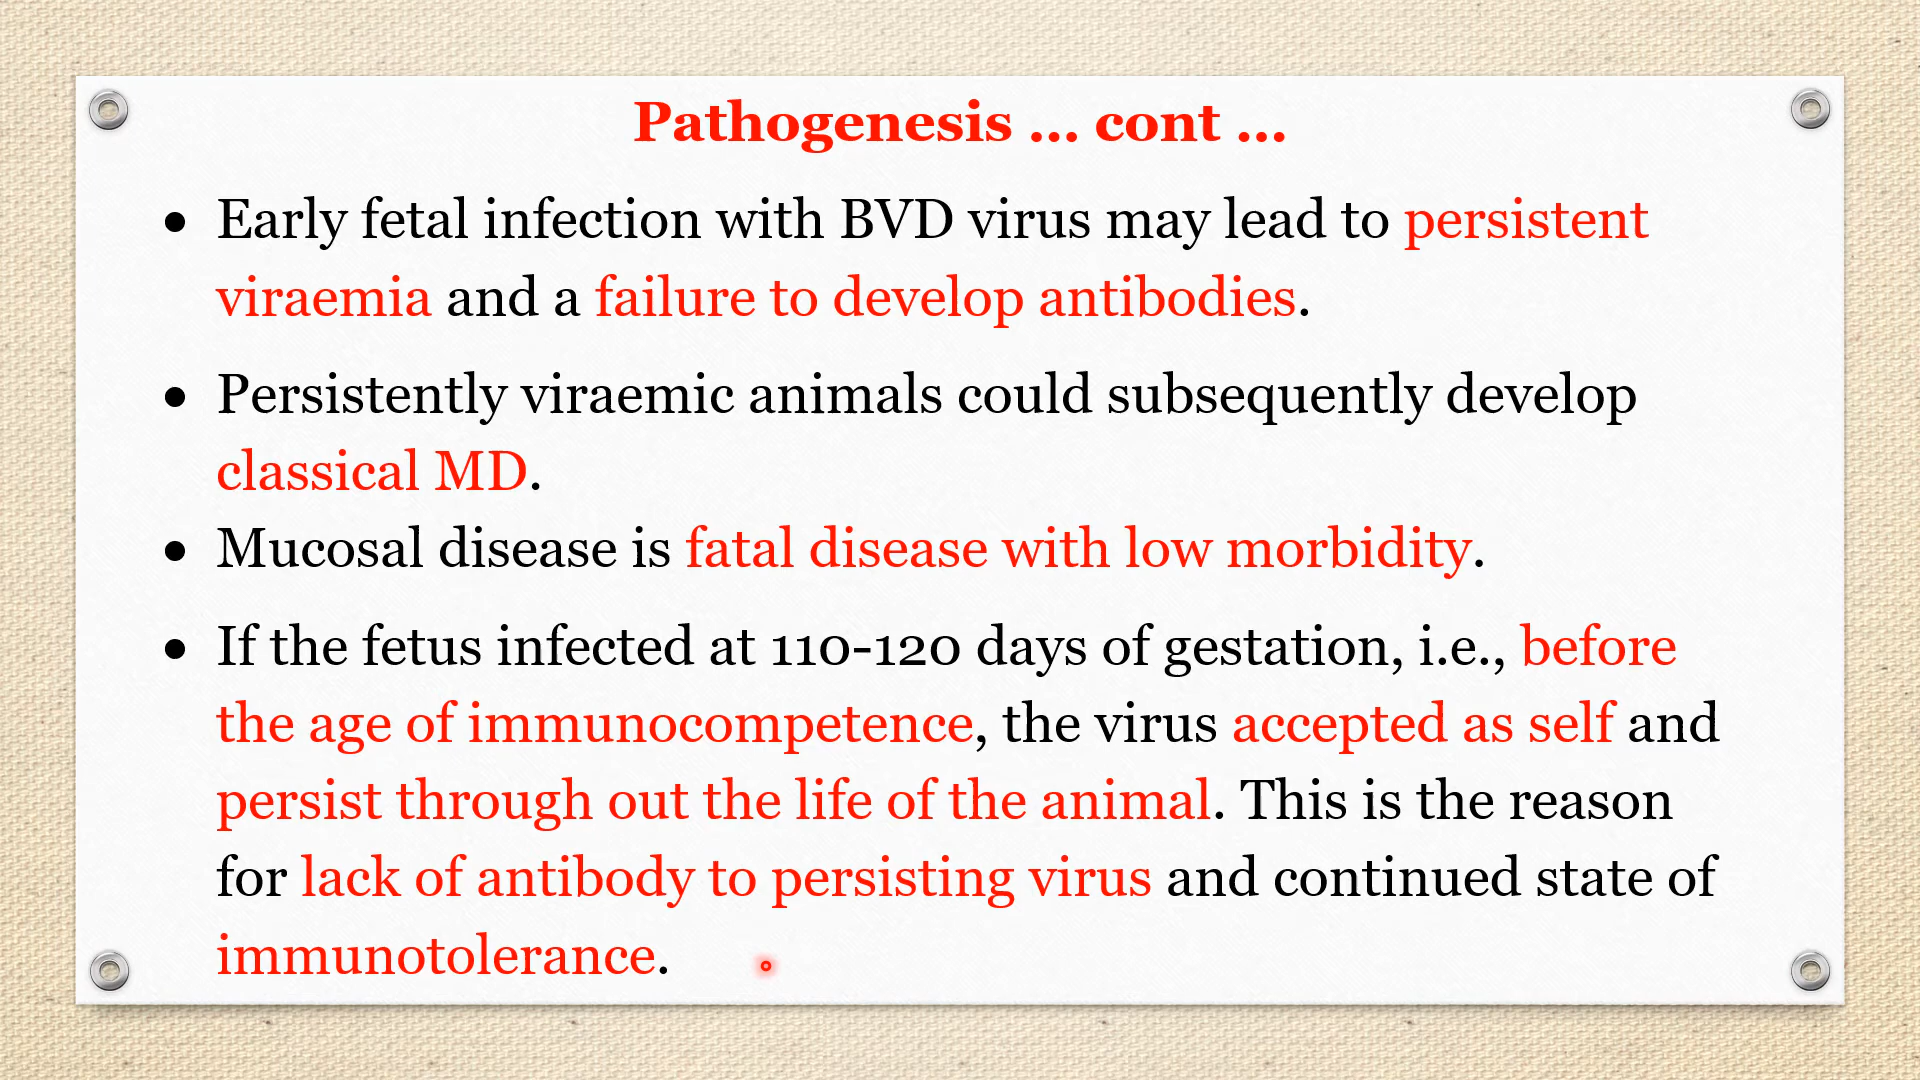 Pathogenesis ... cont ...
• Early fetal infection with BVD virus may lead to persistent
viraemia and a failure to develop antibodies.
• Persistently viraemic animals could subsequently develop
classical MD.
• Mucosal disease is fatal disease with low morbidity.
• If the fetus infected at 110-120 days of gestation, i.e., before
the age of immunocompetence, the virus accepted as self and
persist through out the life of the animal. This is the reason
for lack of antibody to persisting virus and continued state of
immunotolerance.